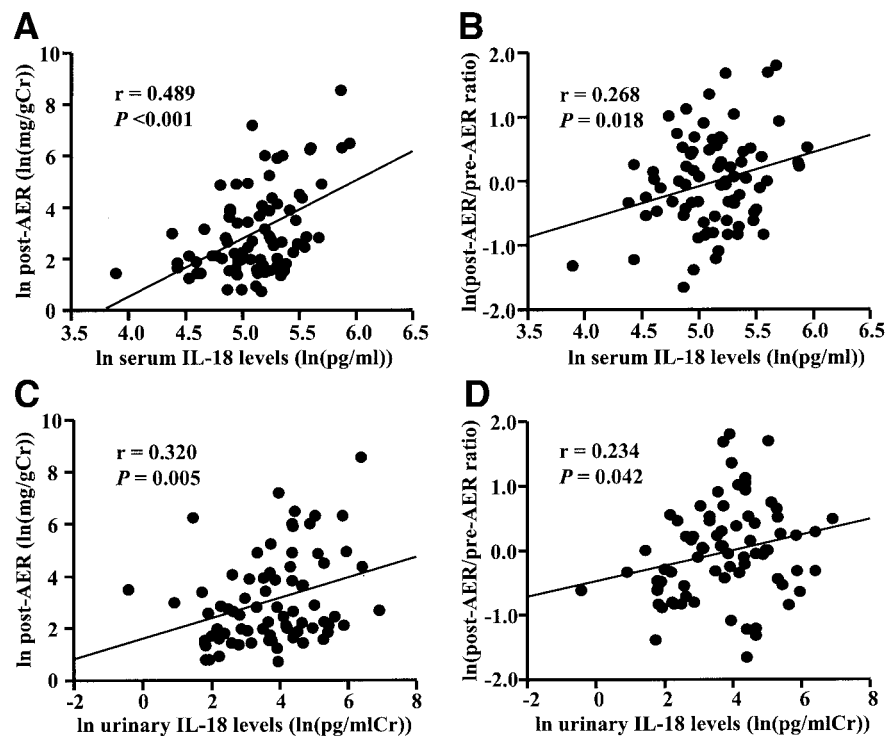 A
ln post-AER (ln(mg/gCr))
10
8
6
4
2
0
r = 0.489
P <0.001
3.5 4.0 4.5 5.0 5.5 6.0 6.5
ln serum IL-18 levels (ln(pg/ml))
B
ln(post-AER/pre-AER ratio)
2.0
1.0
0.0
-1.0
-2.0
r = 0.268
P = 0.018
3.5 4.0 4.5 5.0 5.5 6.0 6.5
ln serum IL-18 levels (ln(pg/ml))
C
ln post-AER (ln(mg/gCr))
10
8
6
4
2
0
r = 0.320
P = 0.005
-2 0 2 4 6 8
ln urinary IL-18 levels (ln(pg/mlCr))
D
ln(post-AER/pre-AER ratio)
2.0
1.0
0.0
-1.0
-2.0
r = 0.234
P = 0.042
-2 0 2 4 6 8
ln urinary IL-18 levels (ln(pg/mlCr))